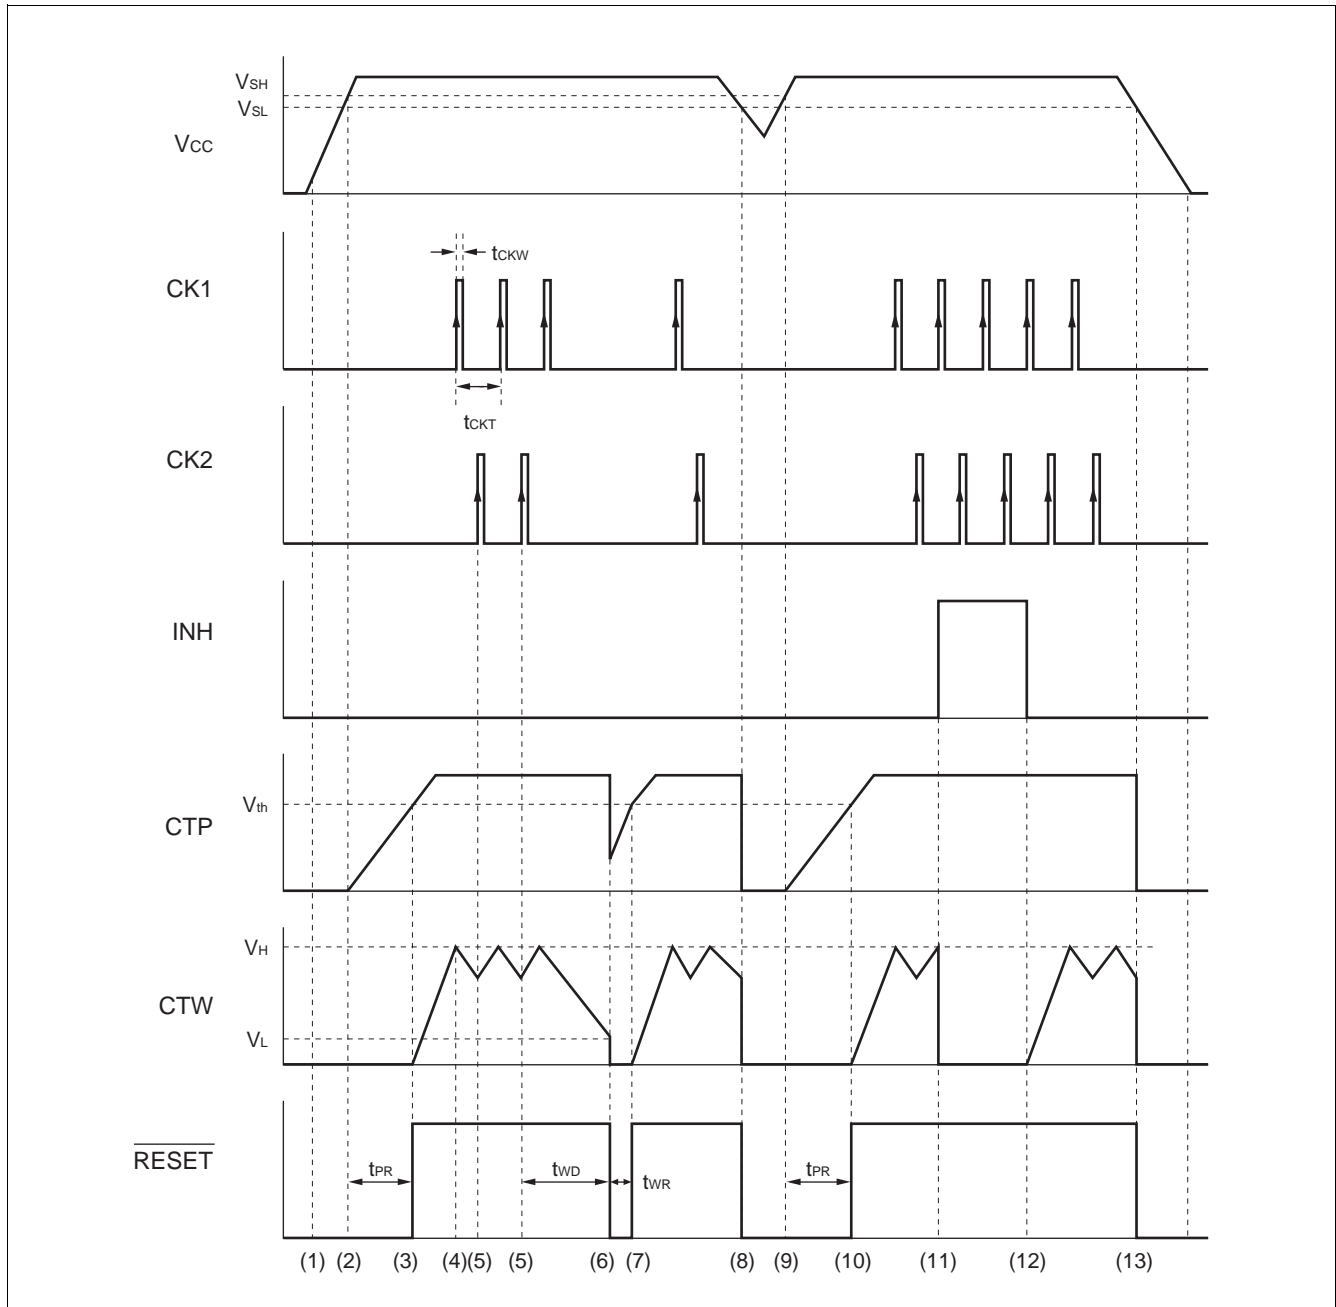 VSH
VSL
VCC
tCKW
CK1
tCKT
CK2
INH
Vth
CTP
VH
CTW
VL
RESET
tPR
tWD
tWR
tPR
(1) (2) (3) (4)(5) (5) (6) (7) (8) (9) (10) (11) (12) (13)